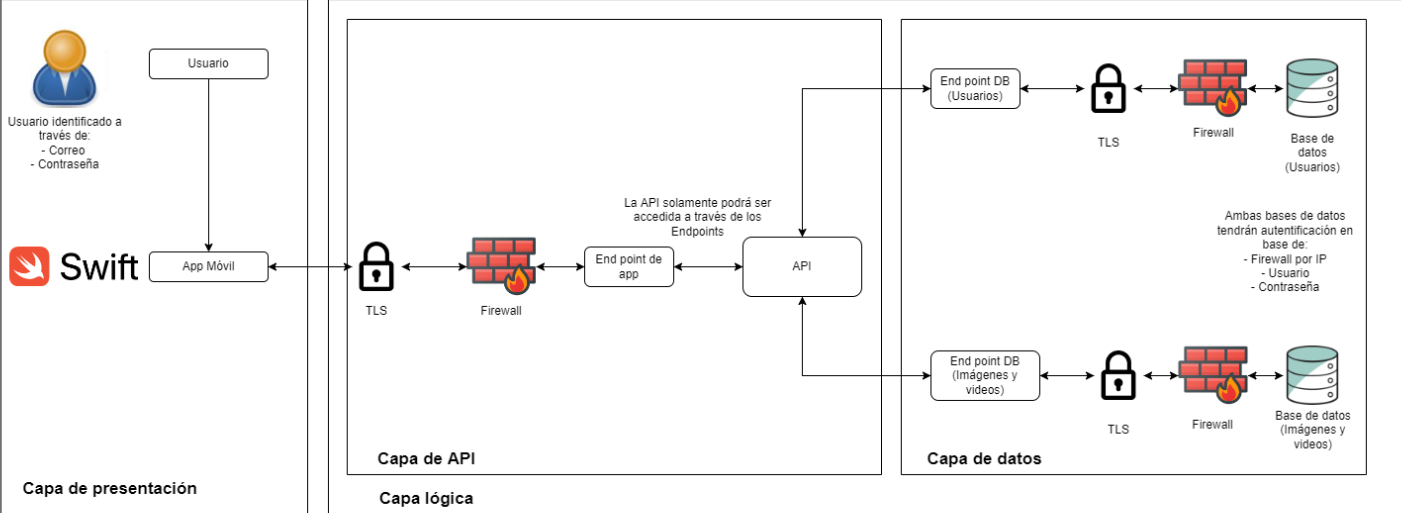 Usuario
Usuario identificado a
través de:
- Correo
- Contraseña
Swift
App Móvil
Capa de presentación
TLS
Firewall
End point de
app
La API solamente podrá ser
accedida a través de los
Endpoints
API
Capa de API
Capa lógica
End point DB
(Usuarios)
TLS
Firewall
Base de
datos
(Usuarios)
Ambas bases de datos
tendrán autentificación en
base de:
- Firewall por IP
- Usuario
- Contraseña
End point DB
(Imágenes y
videos)
TLS
Firewall
Base de datos
(Imágenes y
videos)
Capa de datos